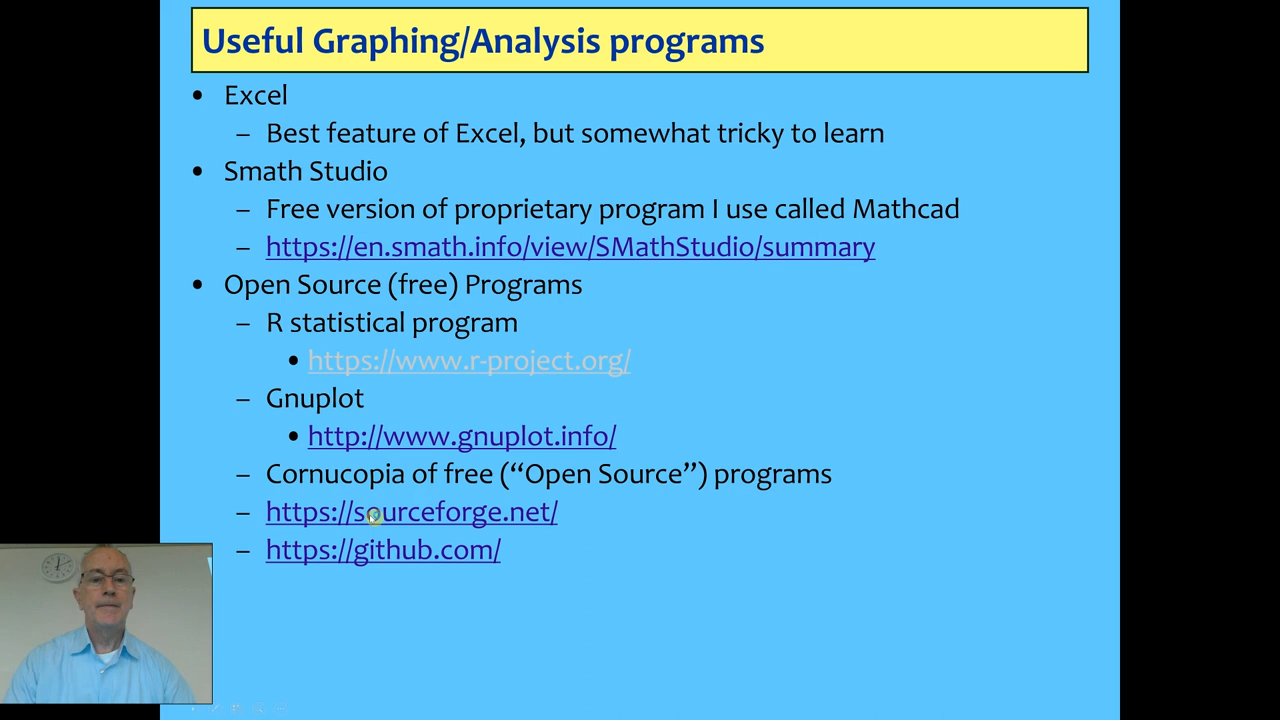 Useful Graphing/Analysis programs
• Excel
– Best feature of Excel, but somewhat tricky to learn
• Smath Studio
– Free version of proprietary program I use called Mathcad
– https://en.smath.info/view/SMathStudio/summary
• Open Source (free) Programs
– R statistical program
• https://www.r-project.org/
– Gnuplot
• http://www.gnuplot.info/
– Cornucopia of free (“Open Source”) programs
– https://sourceforge.net/
– https://github.com/